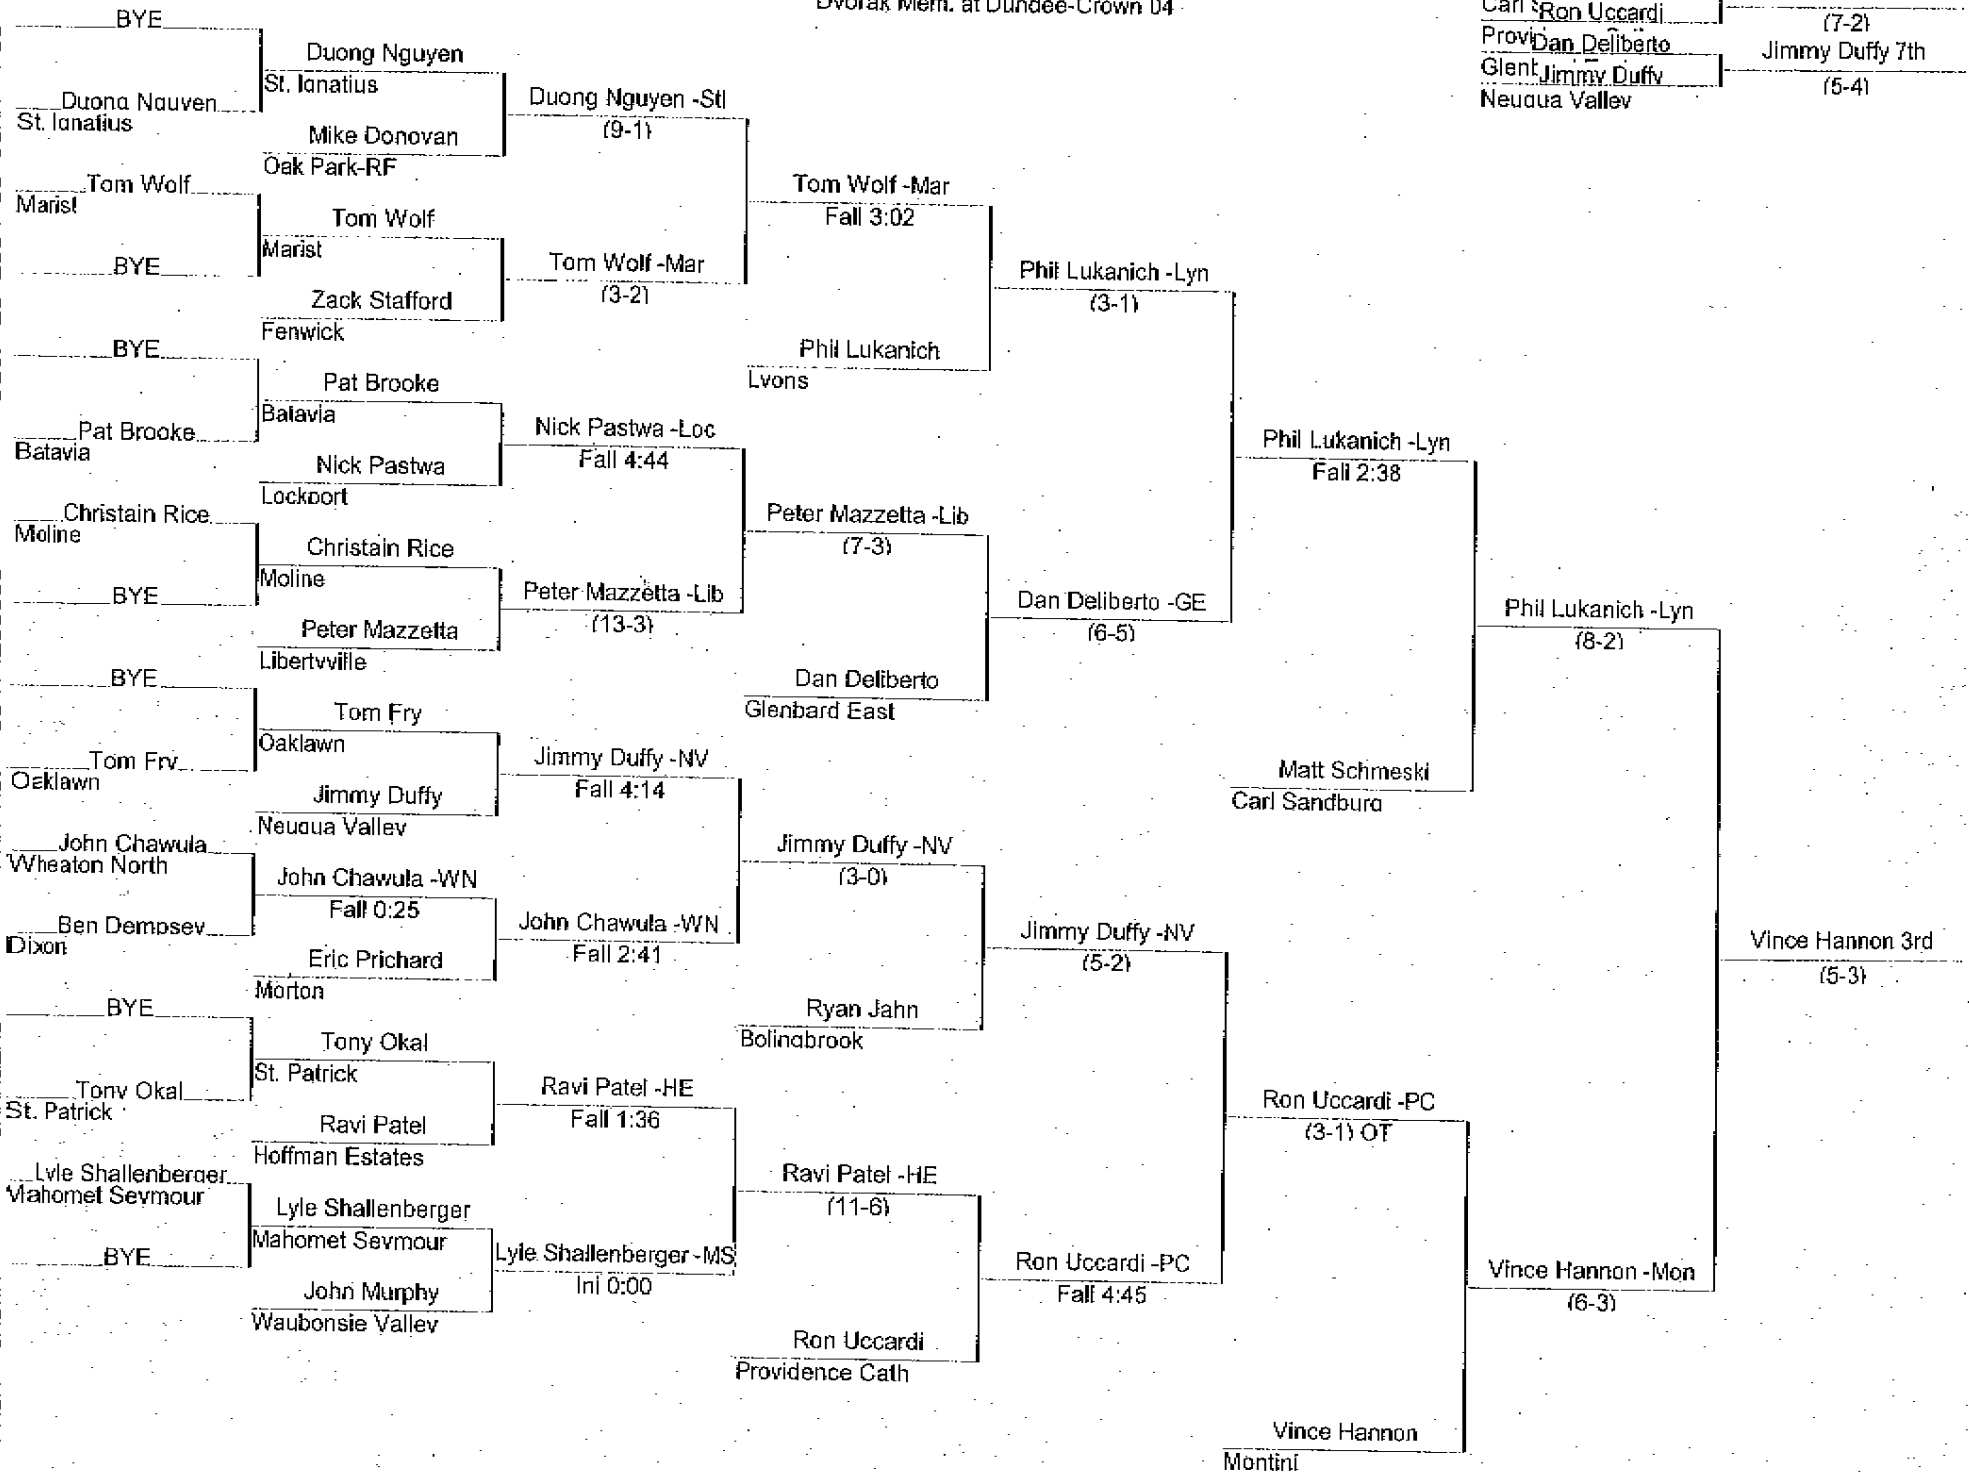 Dvorak Mem. at Dundee-Crown 04
Carl
Ron Uccardi
(7-2)
Dan Deliberto
Jimmy Duffy 7th
Jimmy Duffy
(5-4)
Neuqua Valley
BYE
Duong Nguyen
St. Ignatius
Duong Nguyen
St. Ignatius
Duong Nguyen -StI
(9-1)
Mike Donovan
Oak Park-RF
Tom Wolf
Marist
Tom Wolf -Mar
Fall 3:02
Tom Wolf
Marist
BYE
Tom Wolf -Mar
(3-2)
Phil Lukanich -Lyn
(3-1)
Zack Stafford
Fenwick
BYE
Phil Lukanich
Lyons
Pat Brooke
Batavia
Pat Brooke
Batavia
Nick Pastwa -Loc
Fall 4:44
Phil Lukanich -Lyn
Fall 2:38
Nick Pastwa
Lockport
Christain Rice
Moline
Peter Mazzetta -Lib
(7-3)
Christain Rice
Moline
BYE
Peter Mazzetta -Lib
(13-3)
Dan Deliberto -GE
(6-5)
Phil Lukanich -Lyn
(8-2)
Peter Mazzetta
Libertyville
BYE
Dan Deliberto
Glenbard East
Tom Fry
Oaklawn
Tom Fry
Oaklawn
Jimmy Duffy -NV
Fall 4:14
Matt Schmeski
Carl Sandburg
Jimmy Duffy
Neuqua Valley
John Chawula
Wheaton North
Jimmy Duffy -NV
(3-0)
John Chawula -WN
Fall 0:25
Ben Dempsey
Dixon
John Chawula -WN
Fall 2:41
Jimmy Duffy -NV
(5-2)
Vince Hannon 3rd
(5-3)
Eric Prichard
Morton
BYE
Ryan Jahn
Bolingbrook
Tony Okal
St. Patrick
Tony Okal
St. Patrick
Ravi Patel -HE
Fall 1:36
Ron Uccardi -PC
(3-1) OT
Ravi Patel
Hoffman Estates
Lyle Shallenberger
Mahomet Seymour
Ravi Patel -HE
(11-6)
Lyle Shallenberger
Mahomet Seymour
BYE
Lyle Shallenberger -MS
Inj 0:00
Ron Uccardi -PC
Fall 4:45
Vince Hannon -Mon
(6-3)
John Murphy
Waubonsie Valley
Ron Uccardi
Providence Cath
Vince Hannon
Montini